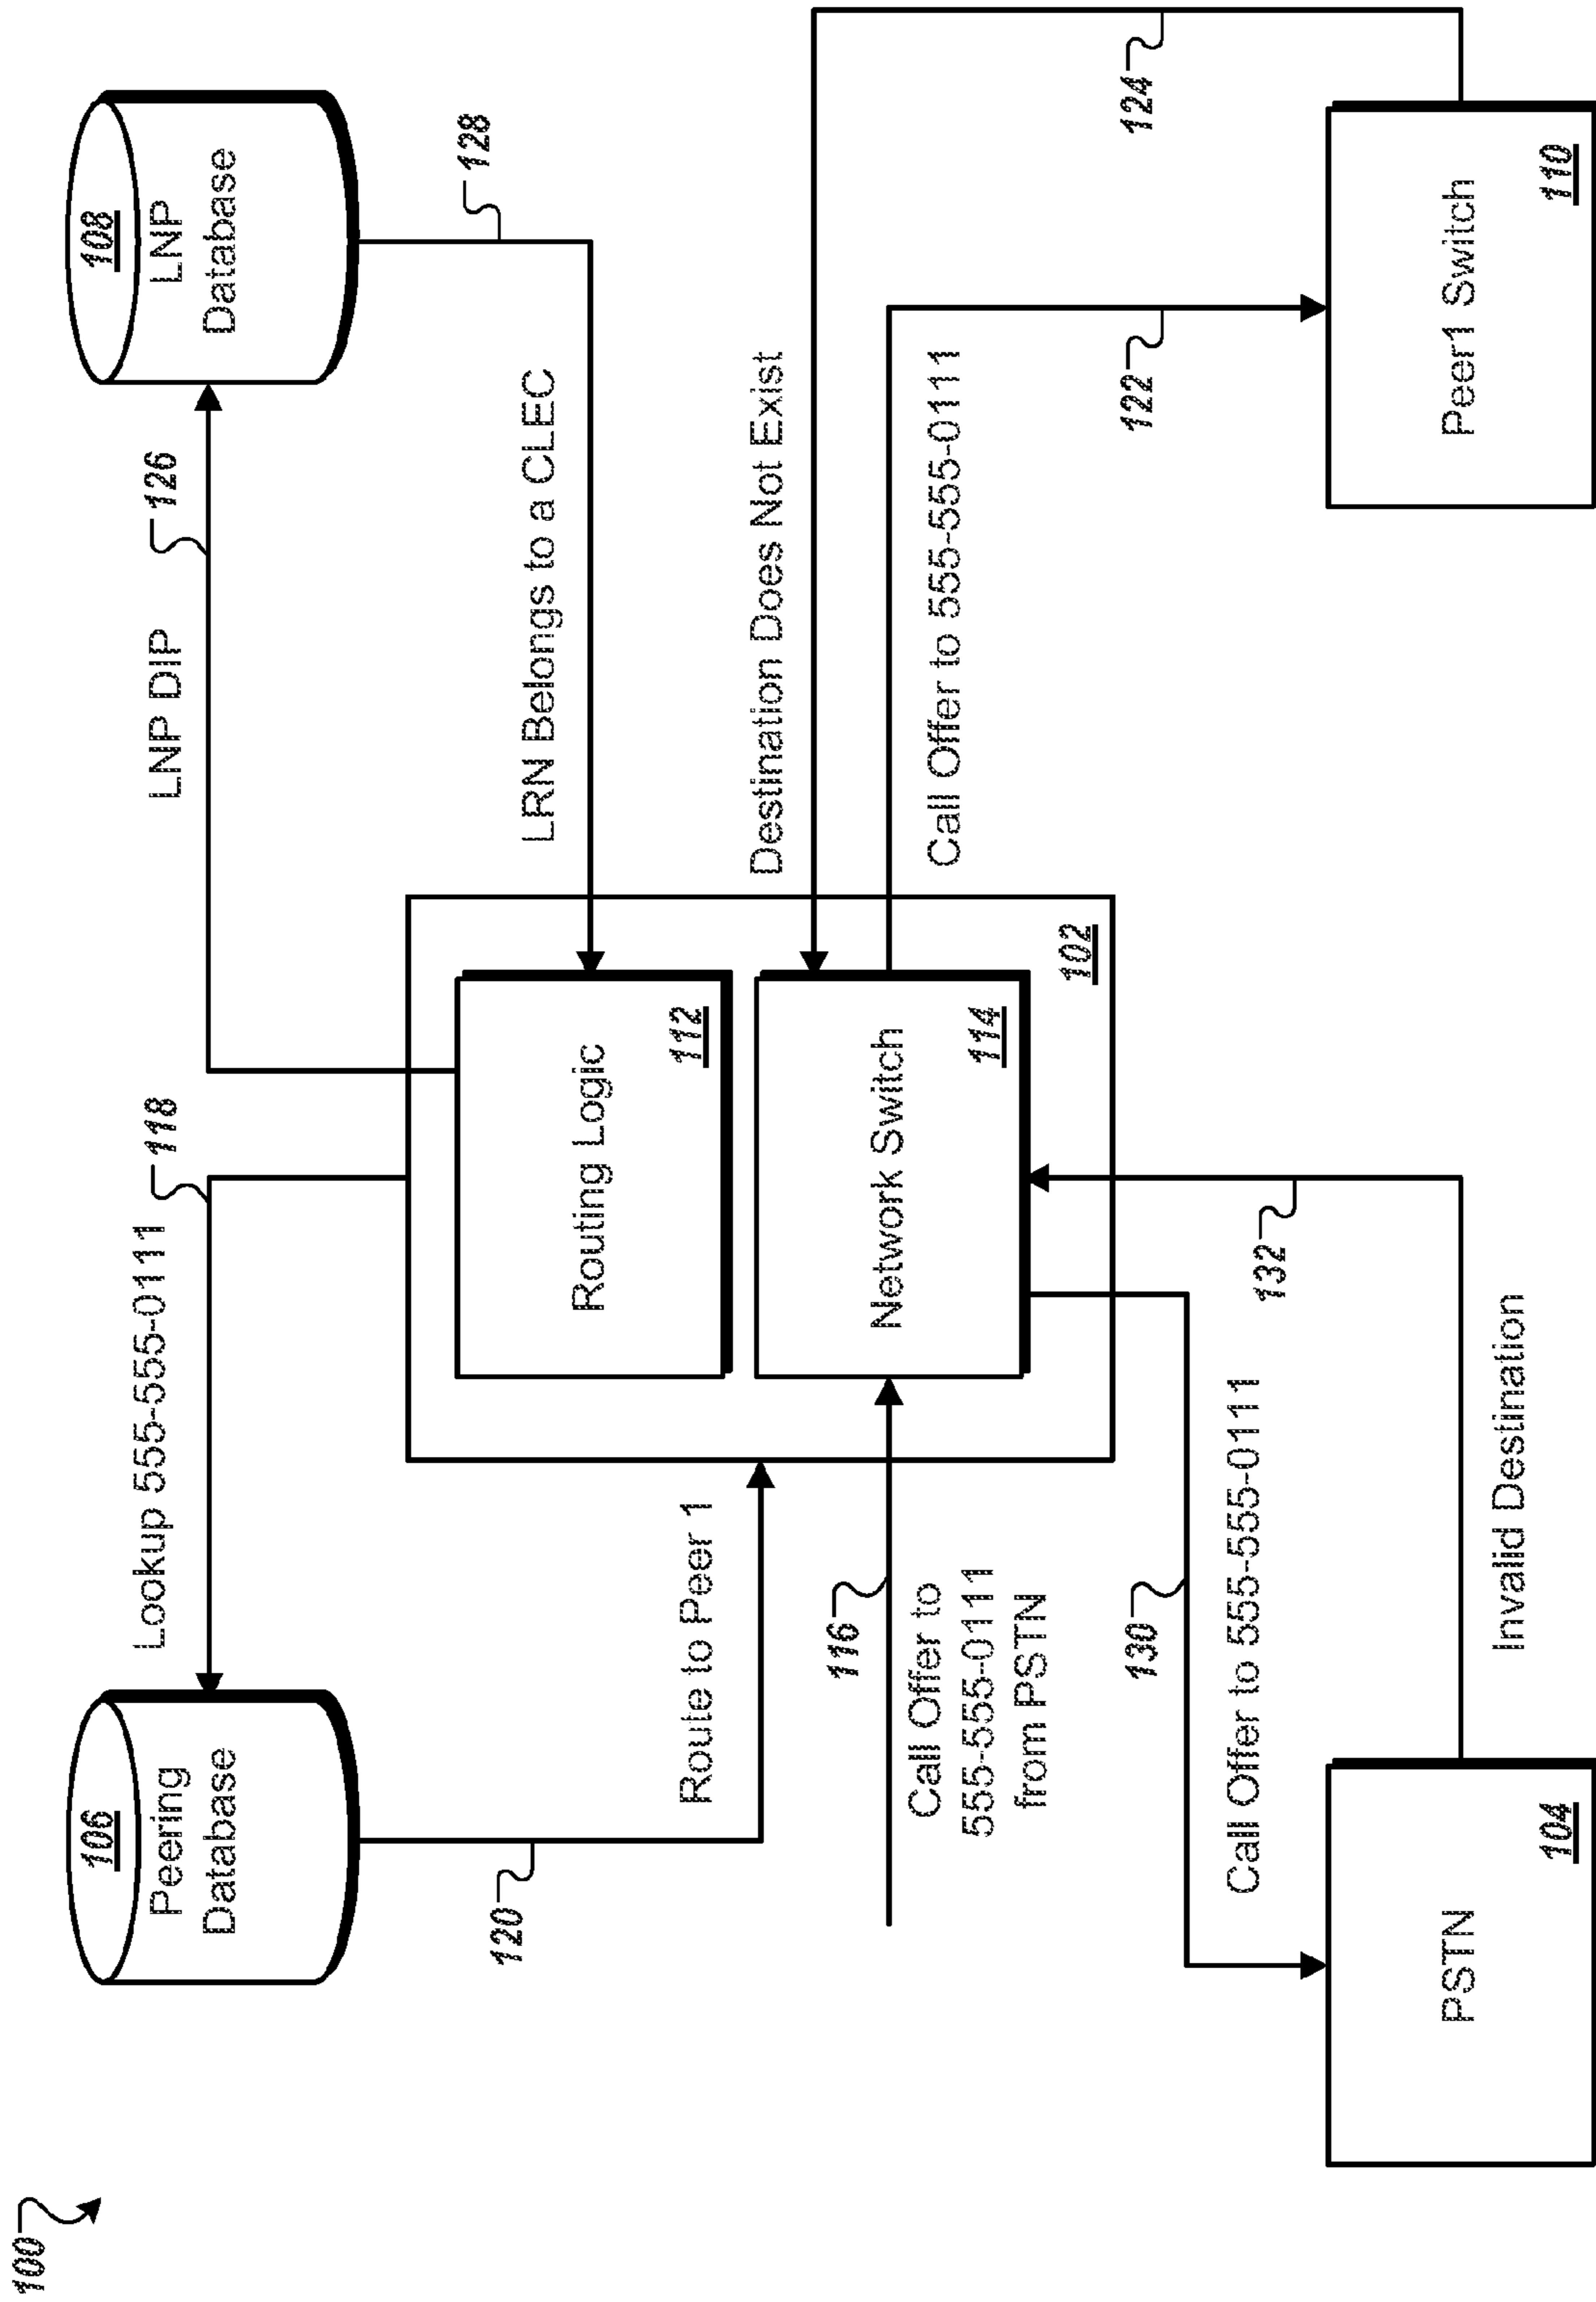 100
106
Peering
Database
Lookup 555-555-0111
118
LNP DIP
126
108
LNP
Database
120
Route to Peer 1
Routing Logic
112
LRN Belongs to a CLEC
128
116
Call Offer to
555-555-0111
from PSTN
Network Switch
114
102
Destination Does Not Exist
Call Offer to 555-555-0111
122
124
130
Call Offer to 555-555-0111
132
Invalid Destination
PSTN
104
Peer1 Switch
110